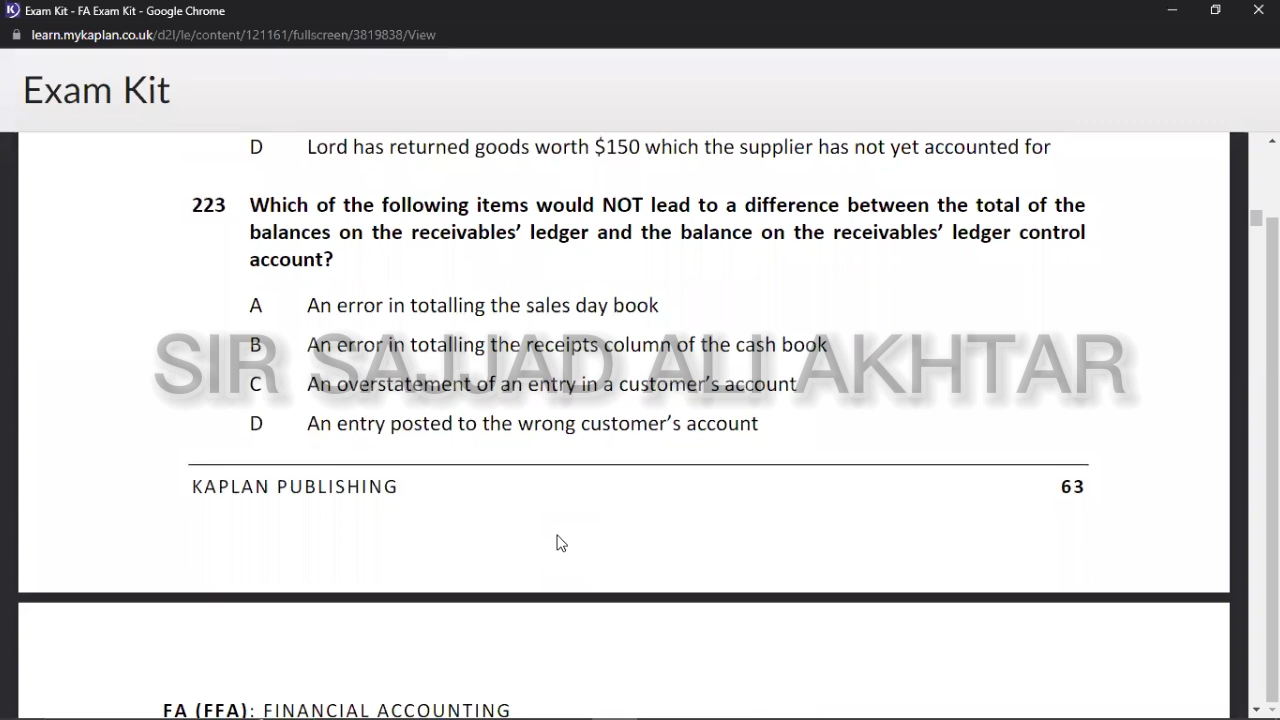 Exam Kit - FA Exam Kit - Google Chrome
learn.mykaplan.co.uk/d2l/le/content/121161/fullscreen/3819838/View
Exam Kit
D Lord has returned goods worth $150 which the supplier has not yet accounted for
223 Which of the following items would NOT lead to a difference between the total of the
balances on the receivables’ ledger and the balance on the receivables’ ledger control
account?
A An error in totalling the sales day book
B An error in totalling the receipts column of the cash book
SIR SAJJAD ALI AKHTAR
C An overstatement of an entry in a customer’s account
D An entry posted to the wrong customer’s account
KAPLAN PUBLISHING 63
FA (FFA): FINANCIAL ACCOUNTING